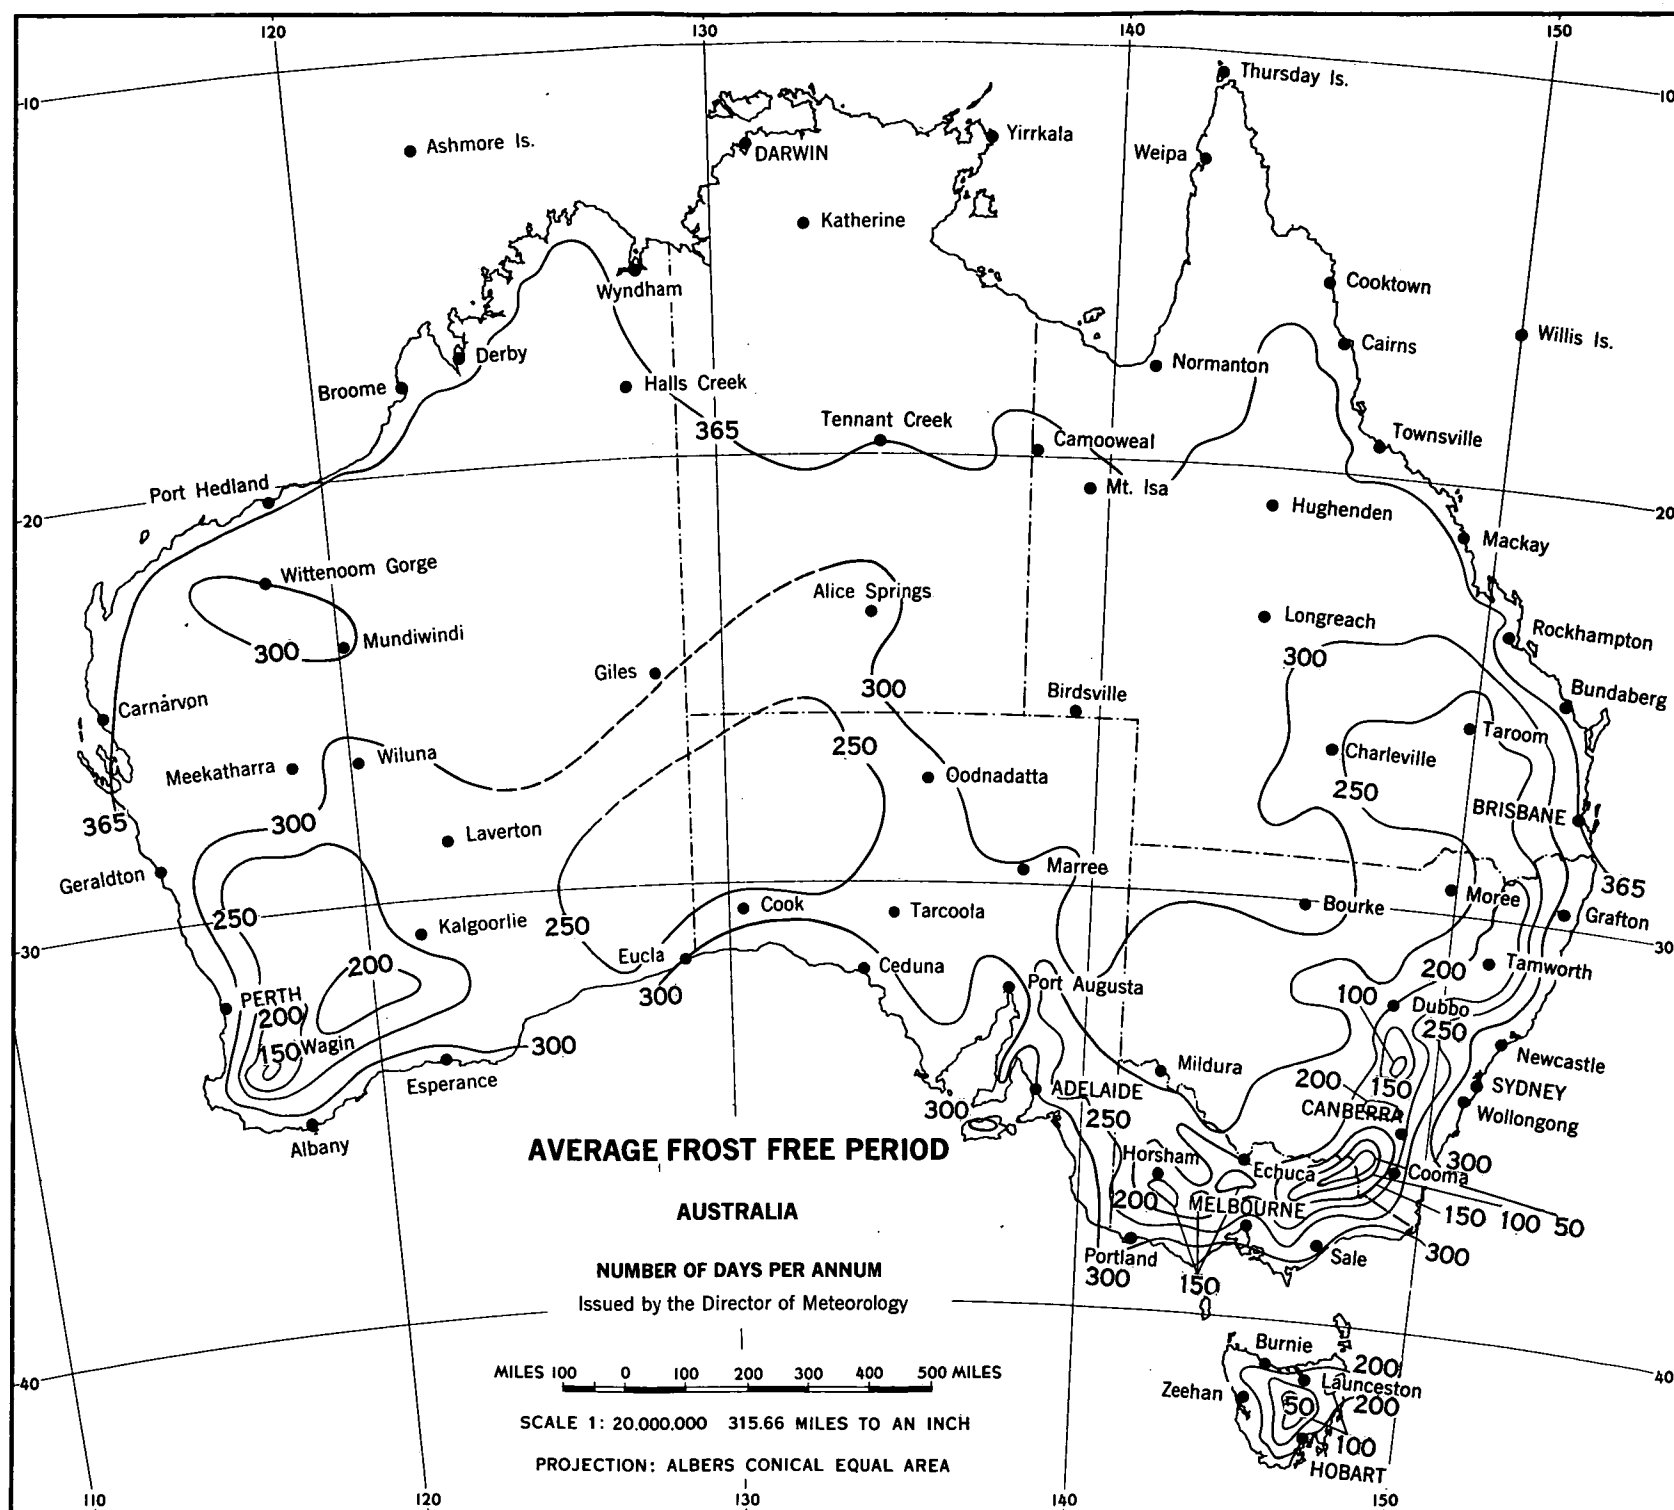 120 130 140 150
Thursday Is.
10 10
Ashmore Is.
Yirrkala
DARWIN
Weipa
Katherine
Wyndham
Cooktown
Willis Is.
Derby
Cairns
Broome
Halls Creek
Normanton
365
Tennant Creek
Camooweal
Townsville
Port Hedland
Mt. Isa
20
Hughenden
20
Mackay
Wittenoom Gorge
Alice Springs
Longreach
Rockhampton
300
Mundiwindi
300
Giles
300
Birdsville
Bundaberg
Carnarvon
250
Taroom
Meekatharra
Wiluna
Oodnadatta
Charleville
250
365
300
Laverton
BRISBANE
Geraldton
Marree
365
250
Kalgoorlie
250
Cook
Tarcoola
Bourke
Moree
Grafton
30
Eucla
30
200
Ceduna
200
Tamworth
PERTH
300
Port Augusta
100
Dubbo
200
250
150
Wagin
300
Newcastle
Esperance
Mildura
200
150
SYDNEY
ADELAIDE
CANBERRA
Wollongong
300
250
Albany
AVERAGE FROST FREE PERIOD
Horsham
Echuca
300
Cooma
200
MELBOURNE
150 100 50
AUSTRALIA
Portland
Sale
300
300
150
NUMBER OF DAYS PER ANNUM
Issued by the Director of Meteorology
Burnie
200
MILES 100 0 100 200 300 400 500 MILES
40
40
Zeehan
Launceston
50
200
SCALE 1: 20.000,000 315.66 MILES TO AN INCH
100
PROJECTION: ALBERS CONICAL EQUAL AREA
HOBART
110 120 130 140 150